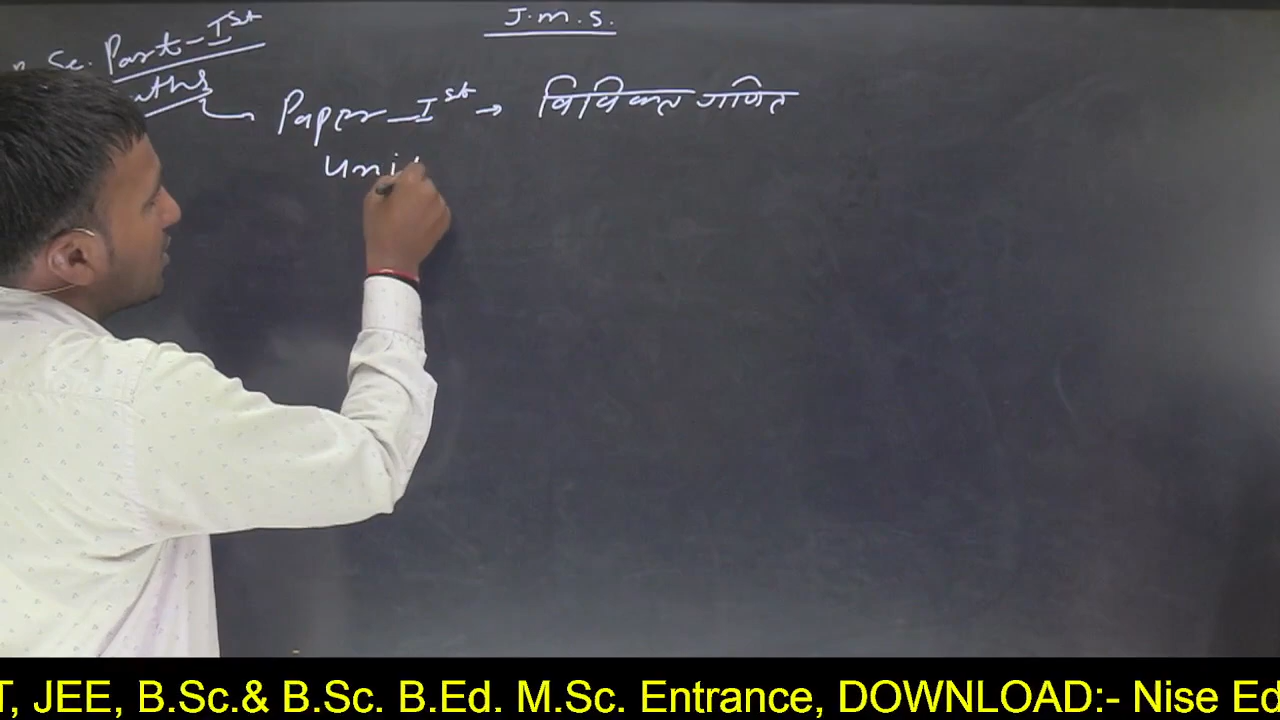 J.M.S.
Sc. Part-Ist
Paper-Ist → विविक्त गणित
Uni
T, JEE, B.Sc.& B.Sc. B.Ed. M.Sc. Entrance, DOWNLOAD:- Nise Ed